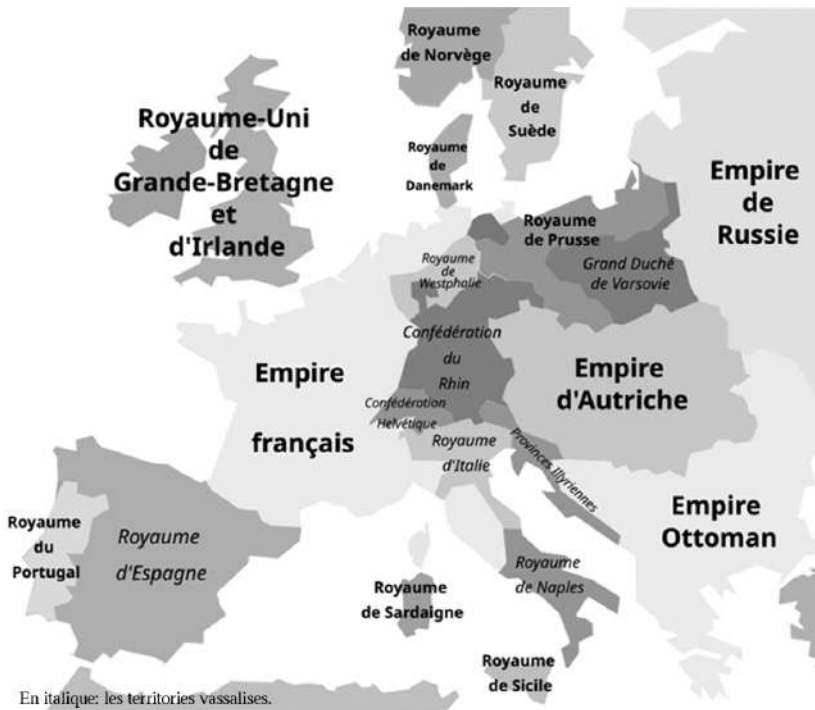 Royaume
de Norvège
Royaume
de
Suède
Royaume-Uni
de
Grande-Bretagne
et
d'Irlande
Royaume
de
Danemark
Empire
de
Russie
Royaume
de Prusse
Grand Duché
de Varsovie
Royaume
de
Westphalie
Confédération
du
Rhin
Empire
français
Empire
d'Autriche
Confédération
Helvétique
Royaume
d'Italie
Provinces Illyriennes
Empire
Ottoman
Royaume
du
Portugal
Royaume
d'Espagne
Royaume
de Sardaigne
Royaume
de Naples
Royaume
de Sicile
En italique: les territories vassalises.